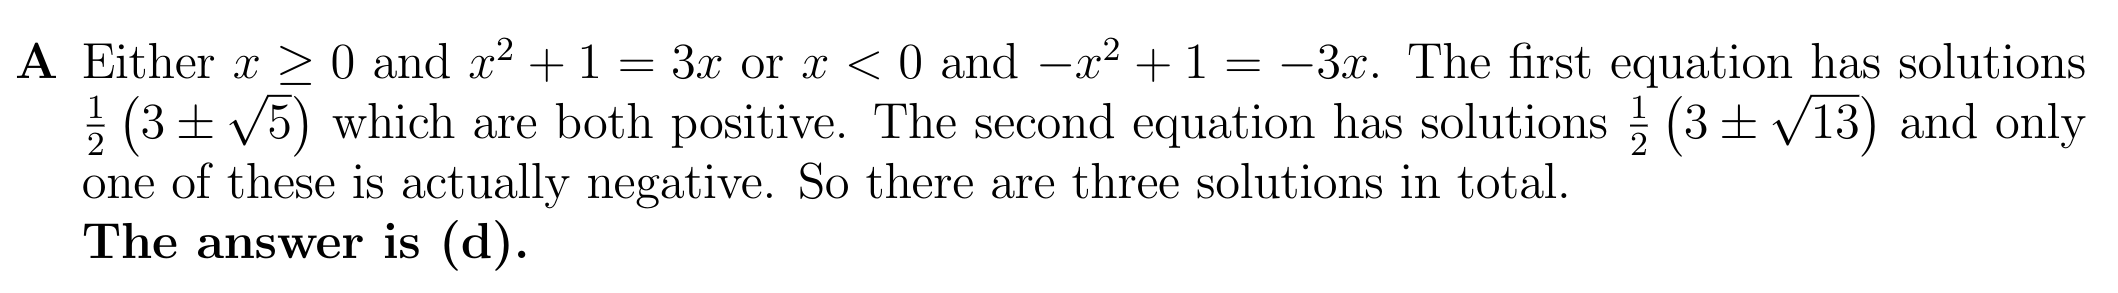 A Either x ≥ 0 and x² + 1 = 3x or x < 0 and −x² + 1 = −3x. The first equation has solutions
½ (3 ± √5) which are both positive. The second equation has solutions ½ (3 ± √13) and only
one of these is actually negative. So there are three solutions in total.
The answer is (d).